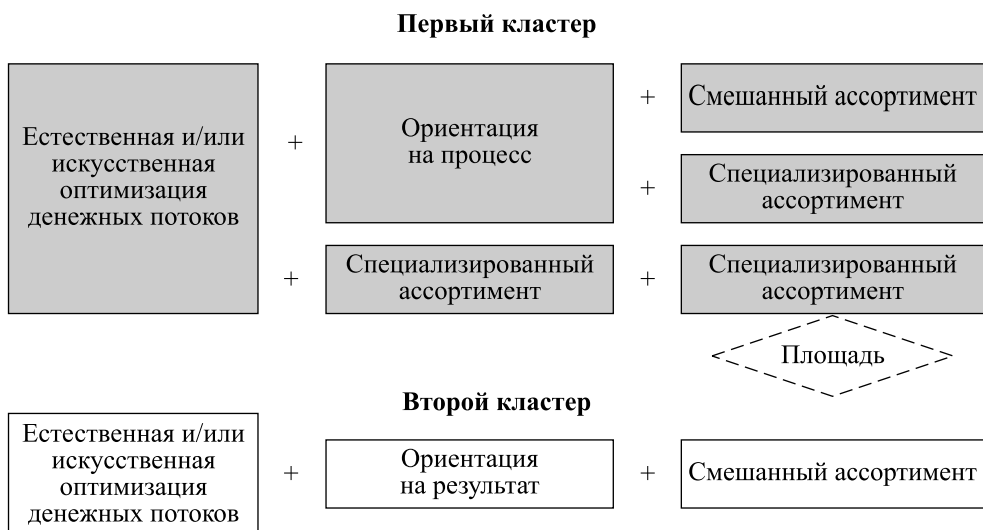 Первый кластер
Естественная и/или
искусственная
оптимизация
денежных потоков
+
Ориентация
на процесс
+
Смешанный ассортимент
+
Специализированный
ассортимент
+
Специализированный
ассортимент
+
Специализированный
ассортимент
Площадь
Второй кластер
Естественная и/или
искусственная
оптимизация
денежных потоков
+
Ориентация
на результат
+
Смешанный ассортимент